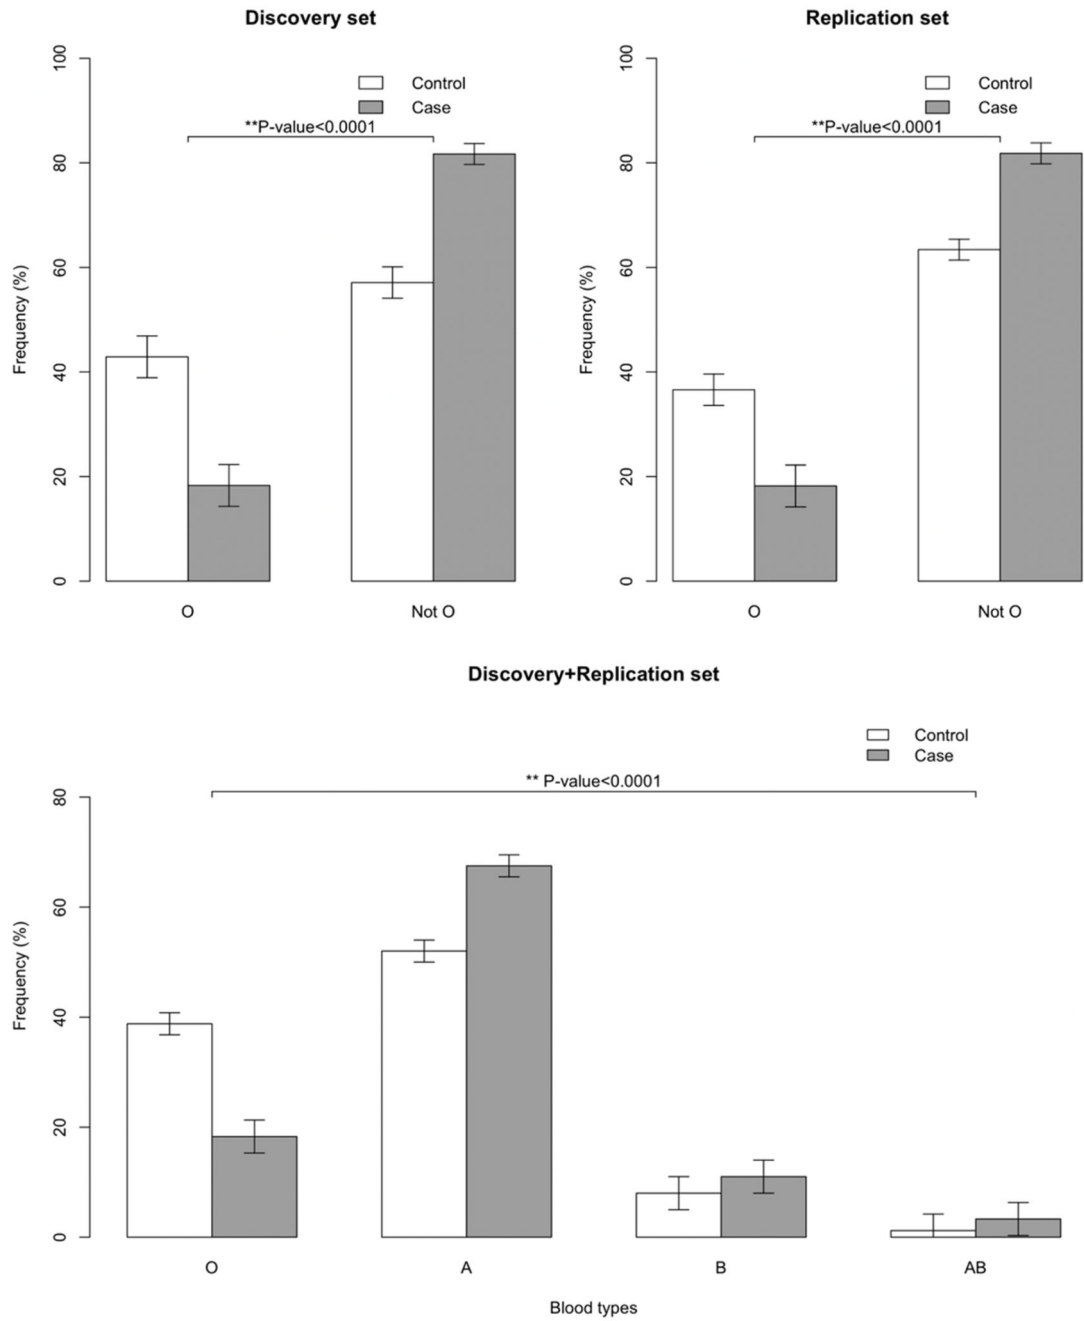 Discovery set
Control
Case
**P-value<0.0001
Frequency (%)
0
20
40
60
80
100
O
Not O
Replication set
Control
Case
**P-value<0.0001
Frequency (%)
0
20
40
60
80
100
O
Not O
Discovery+Replication set
Control
Case
** P-value<0.0001
Frequency (%)
0
20
40
60
80
O
A
B
AB
Blood types